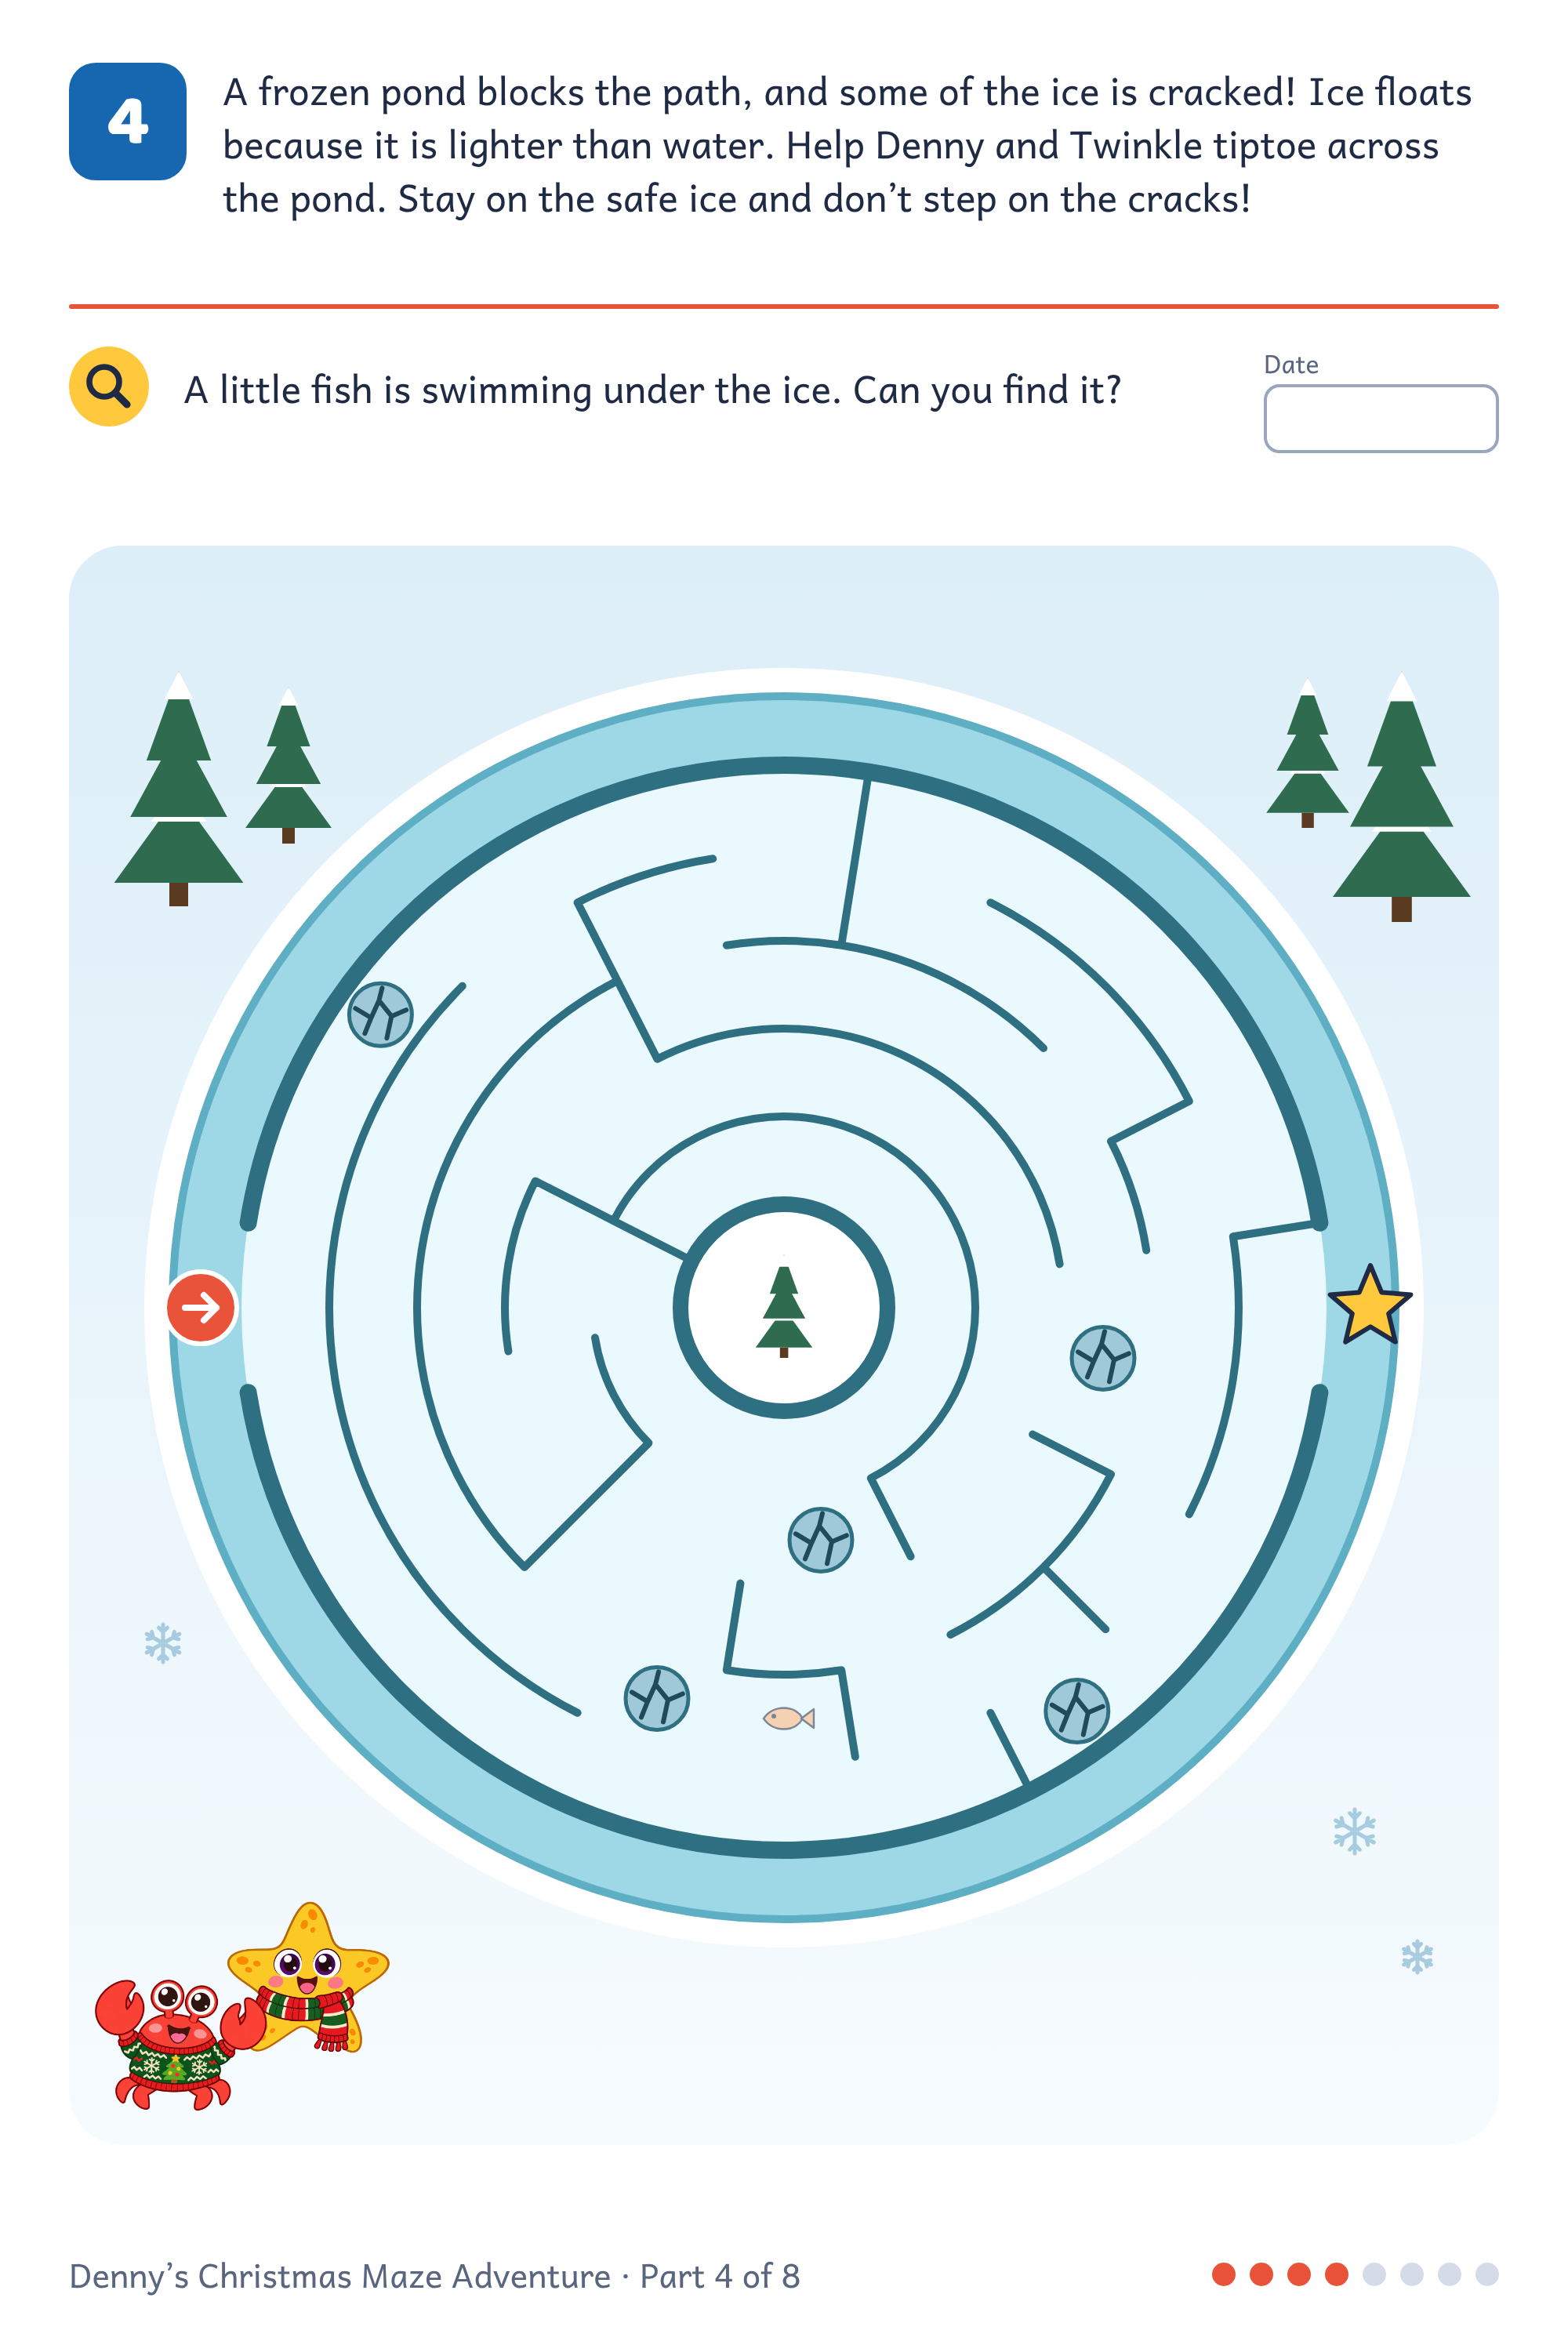 4
A frozen pond blocks the path, and some of the ice is cracked! Ice floats
because it is lighter than water. Help Denny and Twinkle tiptoe across
the pond. Stay on the safe ice and don’t step on the cracks!
A little fish is swimming under the ice. Can you find it?
Date
Denny’s Christmas Maze Adventure · Part 4 of 8